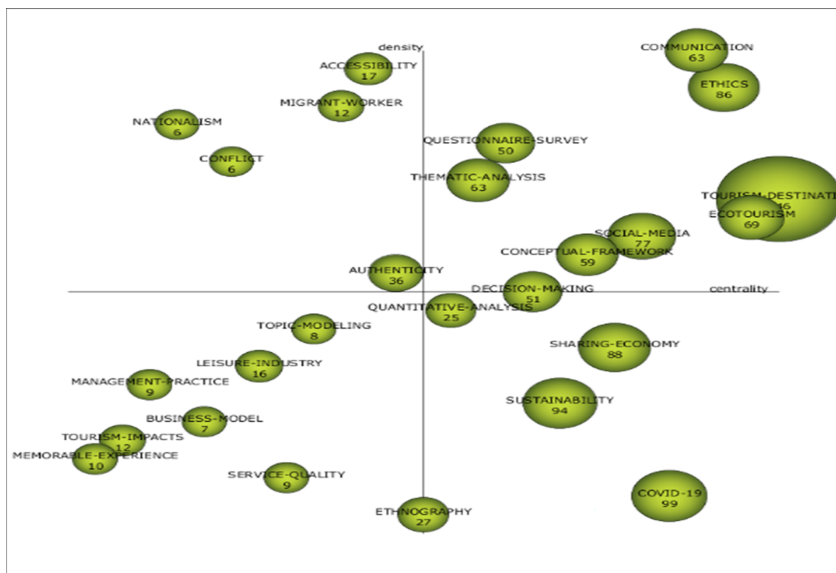 density
COMMUNICATION
63
ACCESSIBILITY
17
ETHICS
86
MIGRANT-WORKER
12
NATIONALISM
6
QUESTIONNAIRE-SURVEY
50
CONFLICT
6
THEMATIC-ANALYSIS
63
TOURISM-DESTINATI
ECOTOURISM
69
SOCIAL-MEDIA
77
CONCEPTUAL-FRAMEWORK
59
AUTHENTICITY
36
DECISION-MAKING
51
centrality
QUANTITATIVE-ANALYSIS
25
TOPIC-MODELING
8
SHARING-ECONOMY
88
LEISURE-INDUSTRY
16
MANAGEMENT-PRACTICE
9
SUSTAINABILITY
94
BUSINESS-MODEL
7
TOURISM-IMPACTS
12
MEMORABLE-EXPERIENCE
10
SERVICE-QUALITY
9
COVID-19
99
ETHNOGRAPHY
27